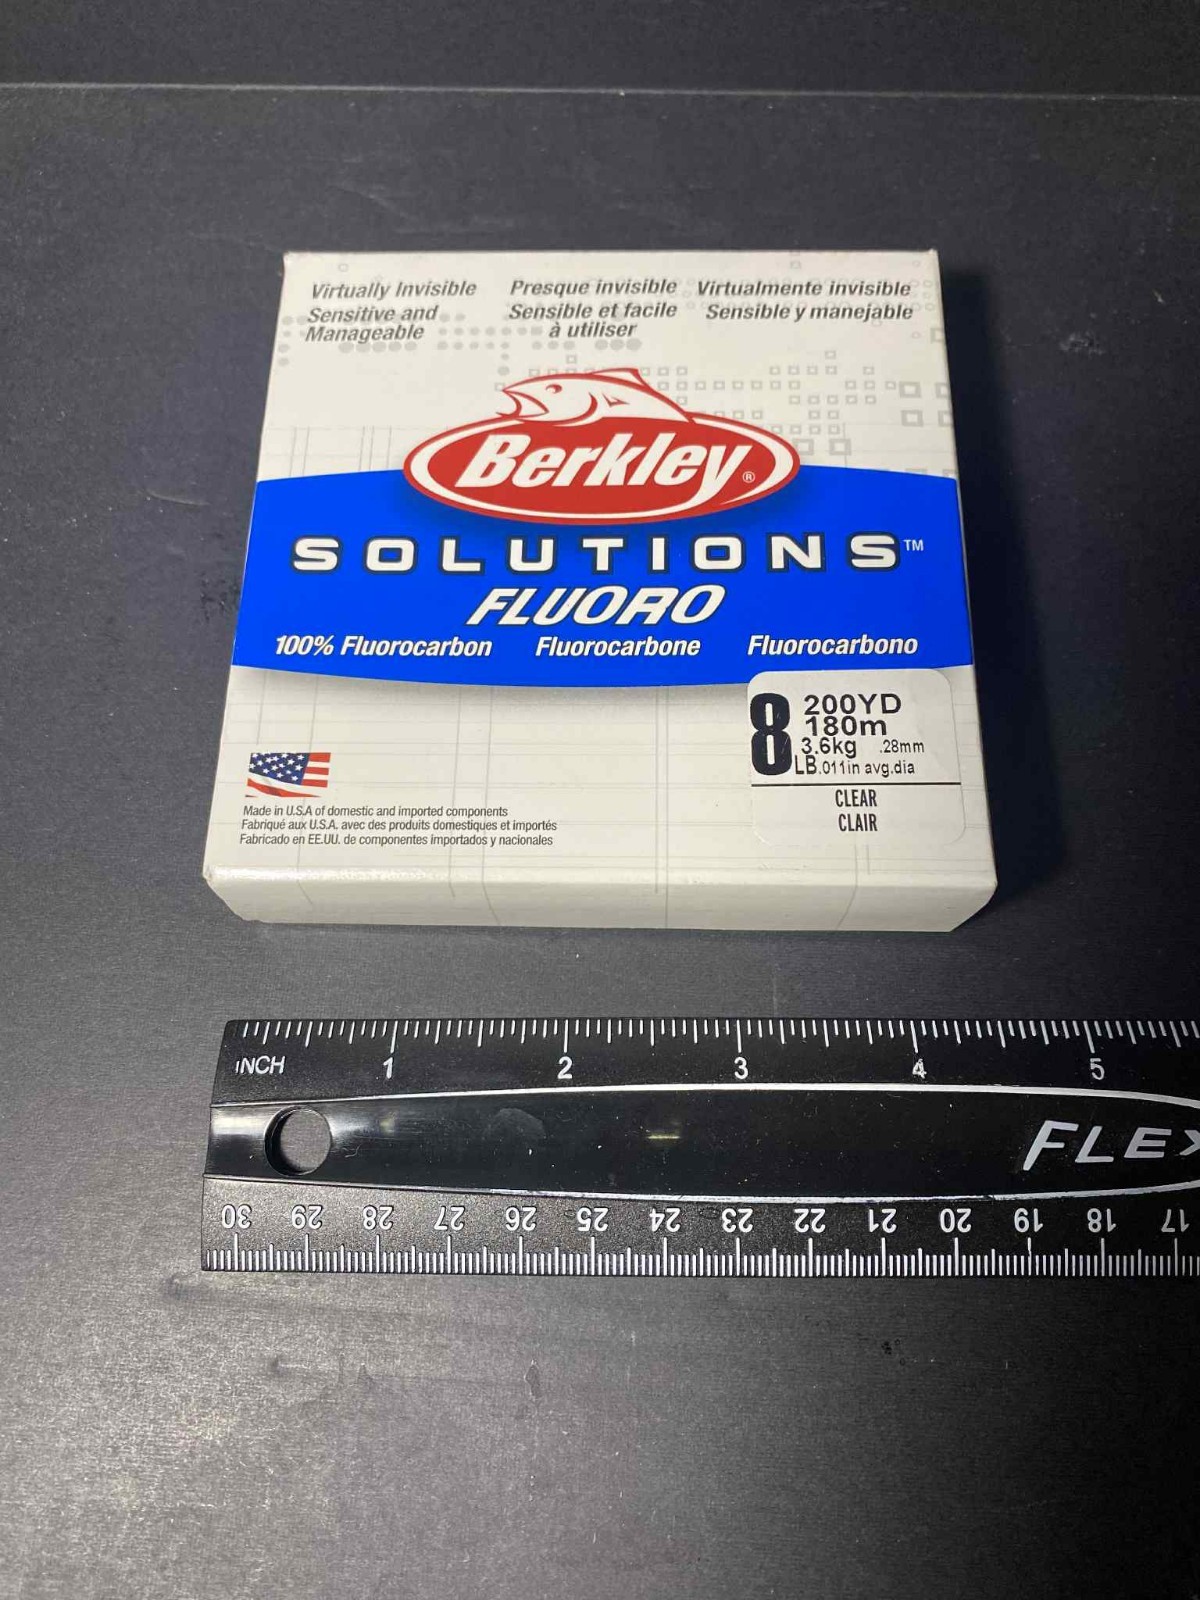 Virtually Invisible
Sensitive and
Manageable
Presque invisible
Sensible et facile
à utiliser
Virtualmente invisible
Sensible y manejable
Berkley®
SOLUTIONS™
FLUORO
100% Fluorocarbon Fluorocarbone Fluorocarbono
8 LB
200YD
180m
3.6kg .28mm
.011in avg.dia
CLEAR
CLAIR
Made in U.S.A of domestic and imported components
Fabriqué aux U.S.A. avec des produits domestiques et importés
Fabricado en EE.UU. de componentes importados y nacionales
INCH 1 2 3 4 5
FLEX
30 29 28 27 26 25 24 23 22 21 20 19 18 17